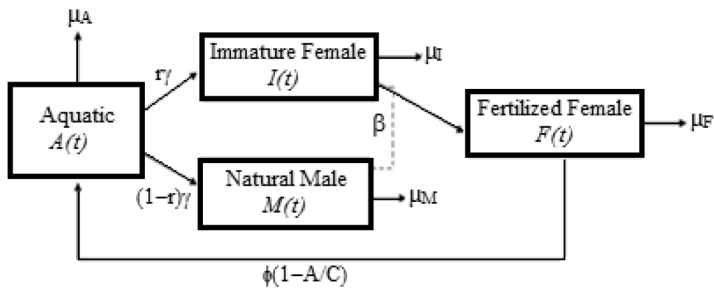 μA
Immature Female
I(t)
μI
rγ
Aquatic
A(t)
β
Fertilized Female
F(t)
μF
(1−r)γ
Natural Male
M(t)
μM
ϕ(1−A/C)